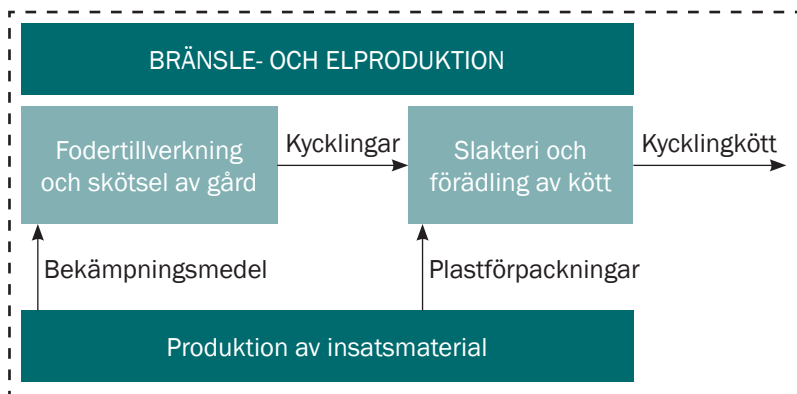 BRÄNSLE- OCH ELPRODUKTION
Fodertillverkning
och skötsel av gård
Kycklingar
Slakteri och
förädling av kött
Kycklingkött
Bekämpningsmedel
Plastförpackningar
Produktion av insatsmaterial